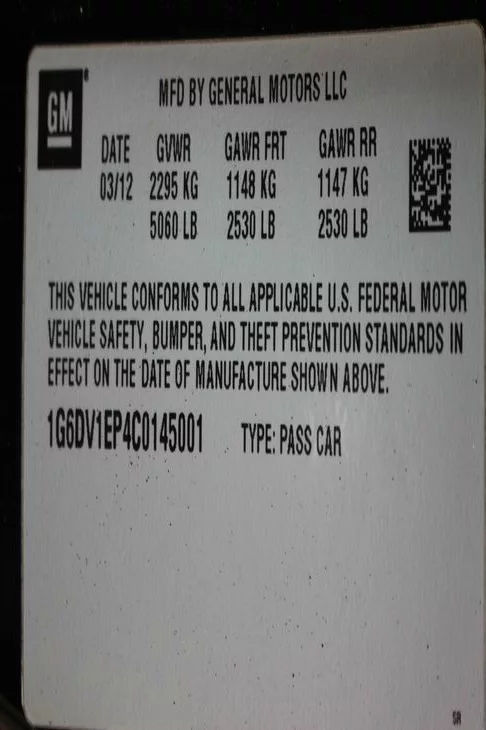 GM
MFD BY GENERAL MOTORS LLC
DATE GVWR GAWR FRT GAWR RR
03/12 2295 KG 1148 KG 1147 KG
5060 LB 2530 LB 2530 LB
THIS VEHICLE CONFORMS TO ALL APPLICABLE U.S. FEDERAL MOTOR
VEHICLE SAFETY, BUMPER, AND THEFT PREVENTION STANDARDS IN
EFFECT ON THE DATE OF MANUFACTURE SHOWN ABOVE.
1G6DV1EP4C0145001 TYPE: PASS CAR
SR